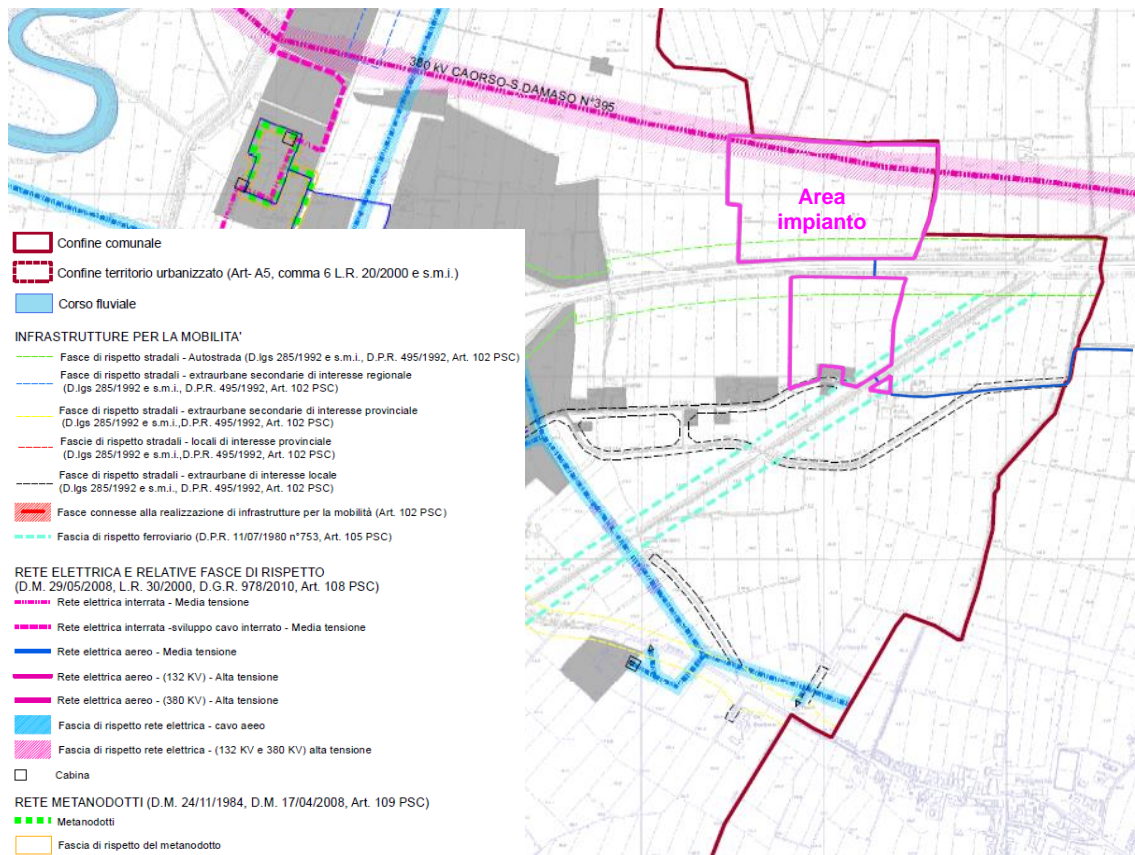 380 kV CAORSO-S.DAMASO N°395
Area
impianto
Confine comunale
Confine territorio urbanizzato (Art- A5, comma 6 L.R. 20/2000 e s.m.i.)
Corso fluviale
INFRASTRUTTURE PER LA MOBILITA'
Fasce di rispetto stradali - Autostrada (D.lgs 285/1992 e s.m.i., D.P.R. 495/1992, Art. 102 PSC)
Fasce di rispetto stradali - extraurbane secondarie di interesse regionale
(D.lgs 285/1992 e s.m.i., D.P.R. 495/1992, Art. 102 PSC)
Fasce di rispetto stradali - extraurbane secondarie di interesse provinciale
(D.lgs 285/1992 e s.m.i.,D.P.R. 495/1992, Art. 102 PSC)
Fascie di rispetto stradali - locali di interesse provinciale
(D.lgs 285/1992 e s.m.i.,D.P.R. 495/1992, Art. 102 PSC)
Fasce di rispetto stradali - extraurbane di interesse locale
(D.lgs 285/1992 e s.m.i., D.P.R. 495/1992, Art. 102 PSC)
Fasce connesse alla realizzazione di infrastrutture per la mobilità (Art. 102 PSC)
Fascia di rispetto ferroviario (D.P.R. 11/07/1980 n°753, Art. 105 PSC)
RETE ELETTRICA E RELATIVE FASCE DI RISPETTO
(D.M. 29/05/2008, L.R. 30/2000, D.G.R. 978/2010, Art. 108 PSC)
Rete elettrica interrata - Media tensione
Rete elettrica interrata -sviluppo cavo interrato - Media tensione
Rete elettrica aereo - Media tensione
Rete elettrica aereo - (132 KV) - Alta tensione
Rete elettrica aereo - (380 KV) - Alta tensione
Fascia di rispetto rete elettrica - cavo aeeo
Fascia di rispetto rete elettrica - (132 KV e 380 KV) alta tensione
Cabina
RETE METANODOTTI (D.M. 24/11/1984, D.M. 17/04/2008, Art. 109 PSC)
Metanodotti
Fascia di rispetto del metanodotto